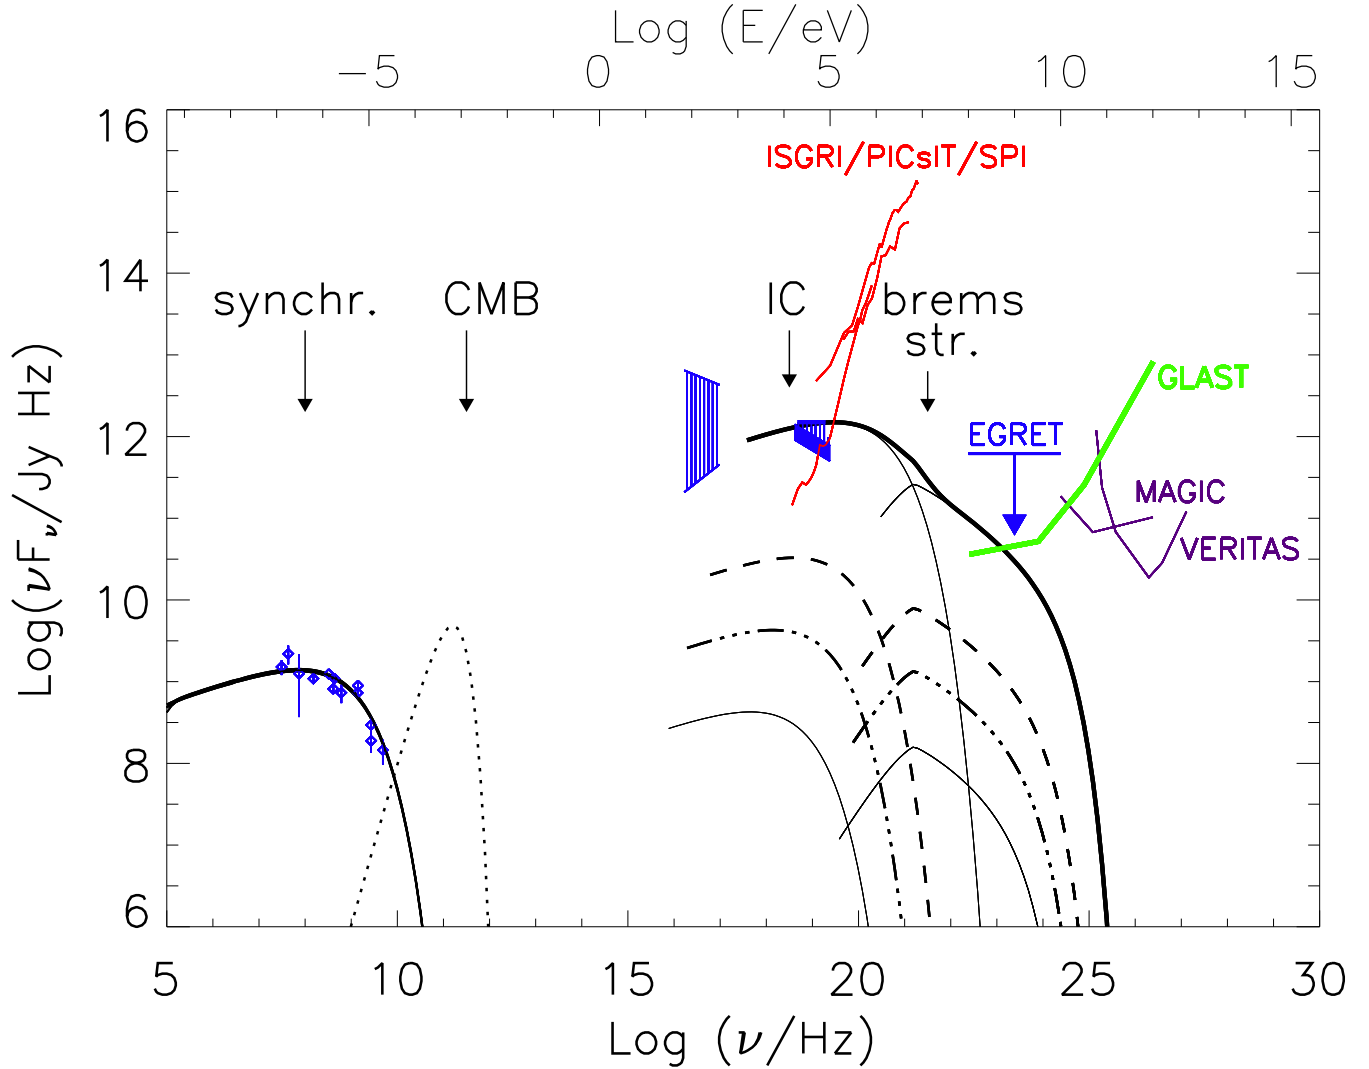 Log (E/eV)
−5 0 5 10 15
16
14
12
10
8
6
Log(νFν/Jy Hz)
ISGRI/PICsIT/SPI
synchr.
CMB
IC
brems
str.
GLAST
EGRET
MAGIC
VERITAS
5 10 15 20 25 30
Log (ν/Hz)